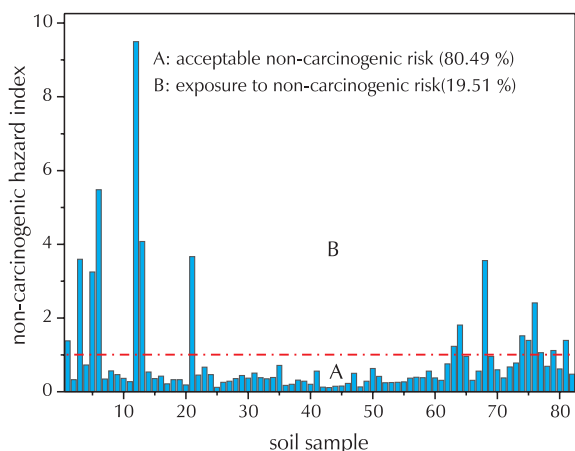 10
8
6
4
2
0
non-carcinogenic hazard index
A: acceptable non-carcinogenic risk (80.49 %)
B: exposure to non-carcinogenic risk(19.51 %)
B
A
10 20 30 40 50 60 70 80
soil sample